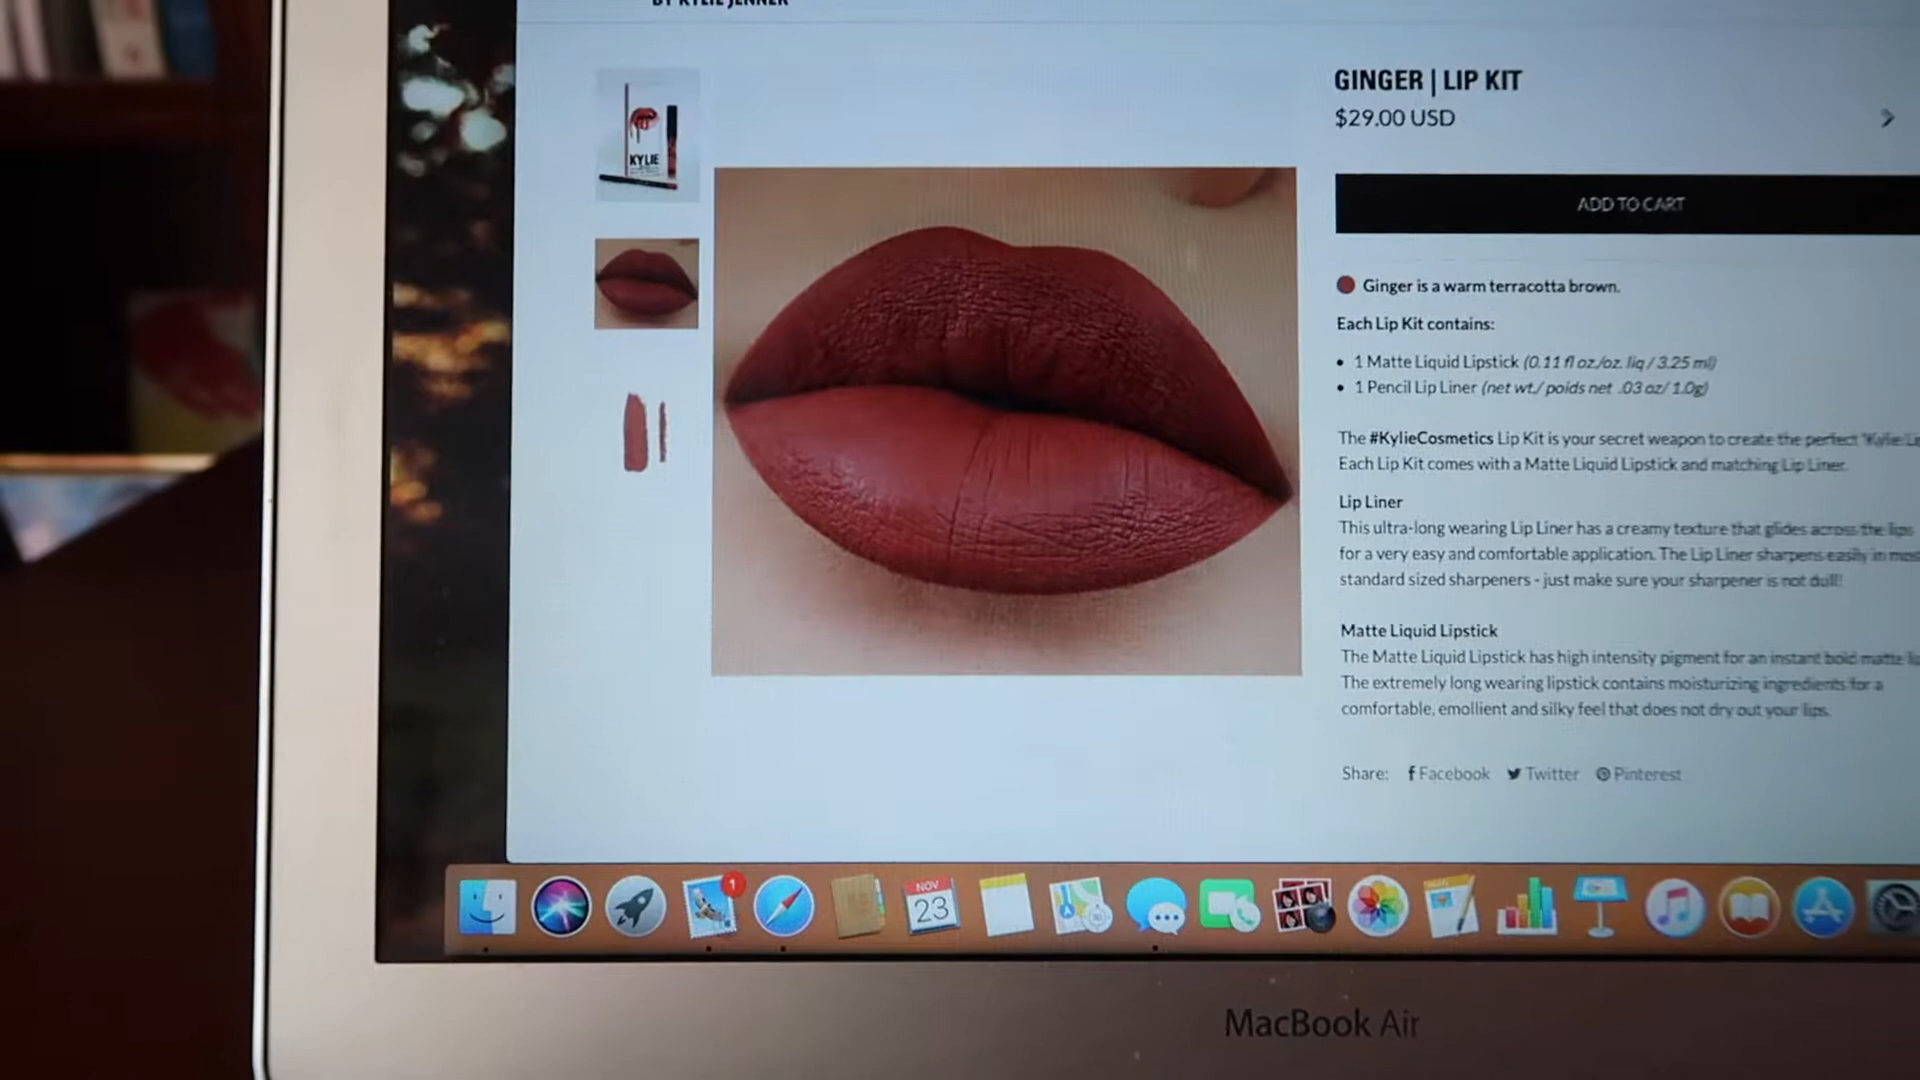 BY KYLIE JENNER
KYLIE
GINGER | LIP KIT
$29.00 USD
ADD TO CART
Ginger is a warm terracotta brown.
Each Lip Kit contains:
• 1 Matte Liquid Lipstick (0.11 fl oz./oz. liq / 3.25 ml)
• 1 Pencil Lip Liner (net wt./ poids net .03 oz/ 1.0g)
The #KylieCosmetics Lip Kit is your secret weapon to create the perfect 'Kylie
Each Lip Kit comes with a Matte Liquid Lipstick and matching Lip Liner.
Lip Liner
This ultra-long wearing Lip Liner has a creamy texture that glides across the lips
for a very easy and comfortable application. The Lip Liner sharpens easily in
standard sized sharpeners - just make sure your sharpener is not dull!
Matte Liquid Lipstick
The Matte Liquid Lipstick has high intensity pigment for an instant bold matte
The extremely long wearing lipstick contains moisturizing ingredients for a
comfortable, emollient and silky feel that does not dry out your lips.
Share: Facebook Twitter Pinterest
1
NOV
23
MacBook Air